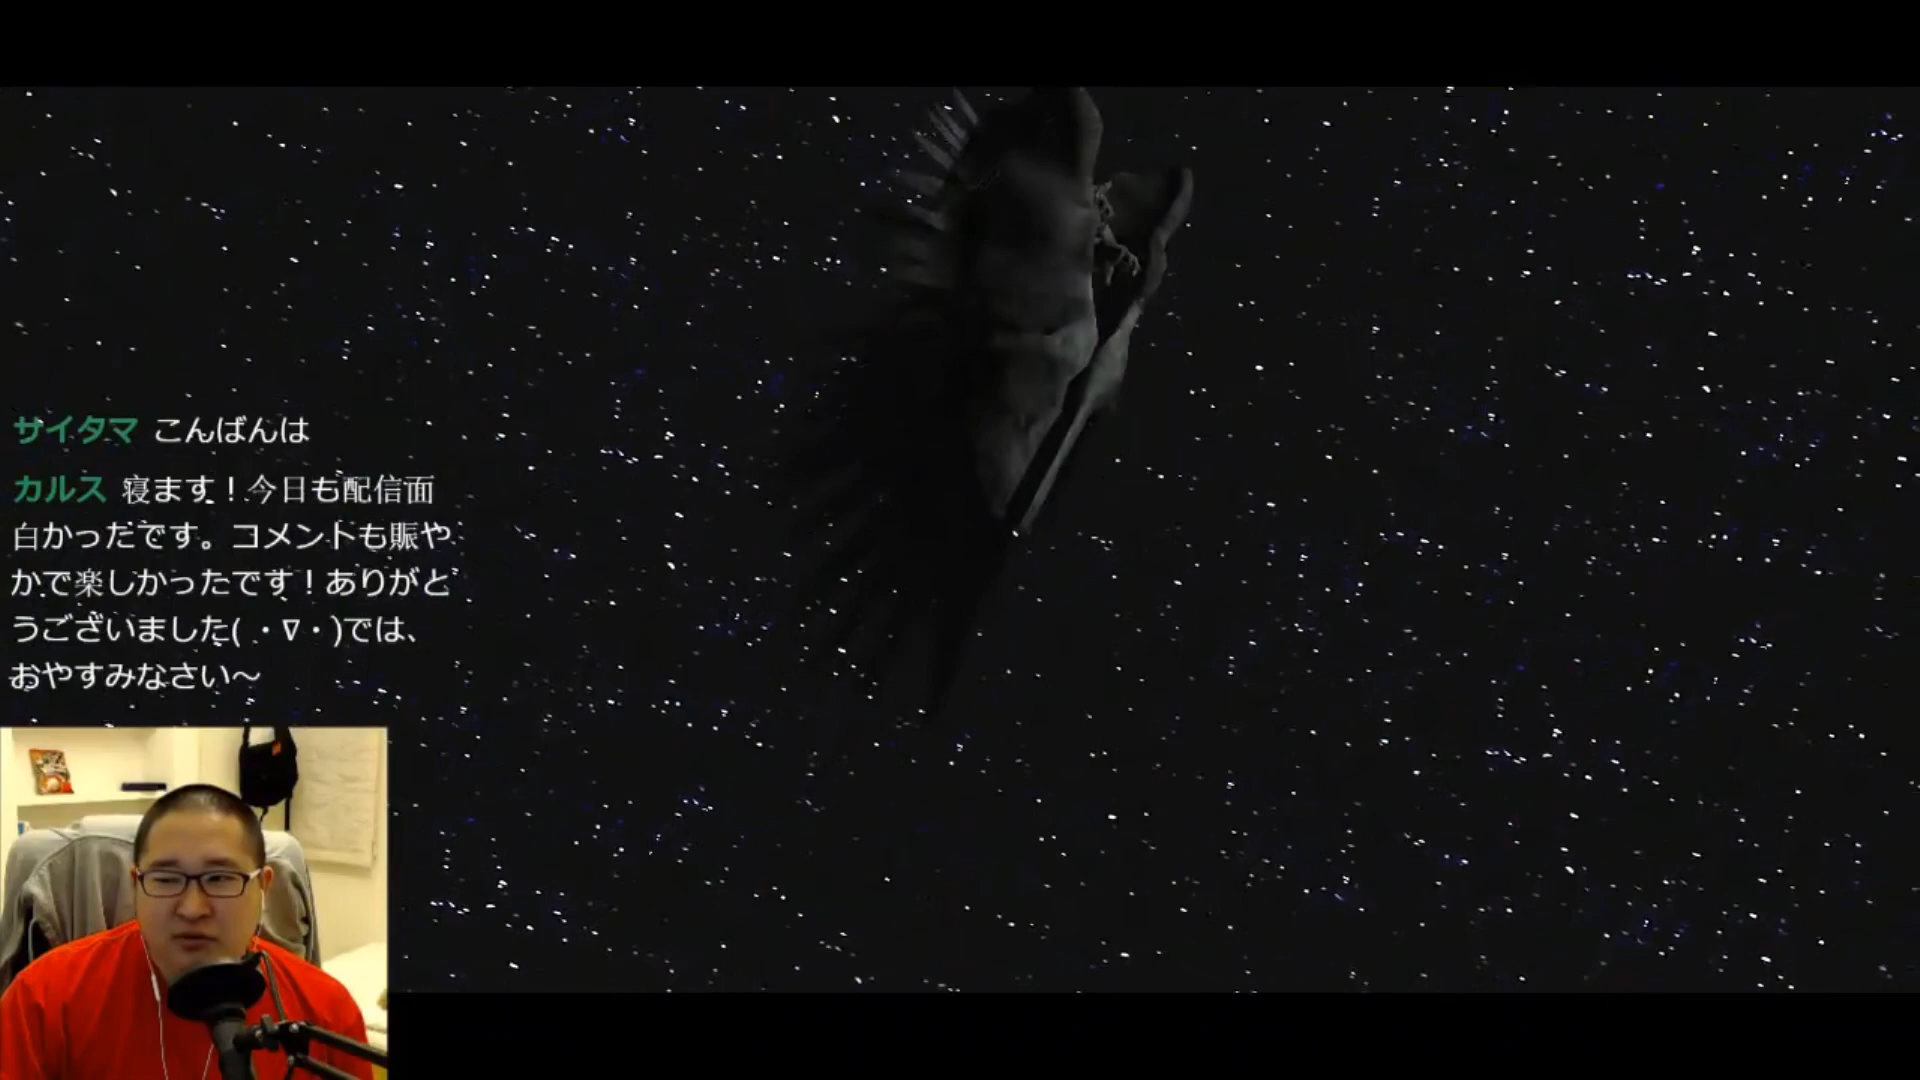 サイタマ こんばんは
カルス 寝ます！今日も配信面
白かったです。コメントも賑や
かで楽しかったです！ありがと
うございました( ・∇・)では、
おやすみなさい〜